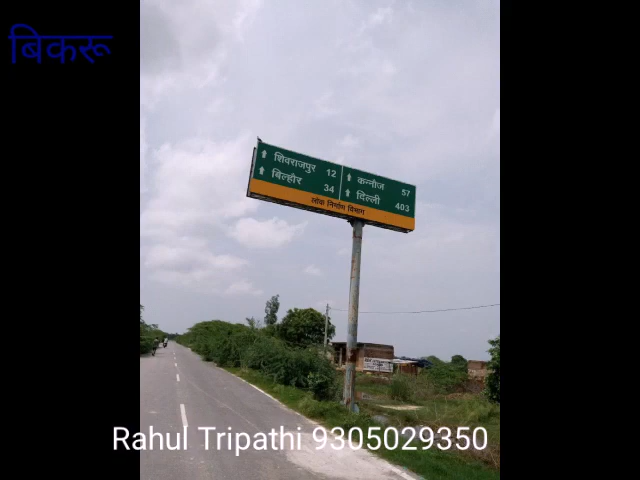 बिकरू
शिवराजपुर 12
बिल्हौर 34
कन्नौज 57
दिल्ली 403
लोक निर्माण विभाग
Rahul Tripathi 9305029350